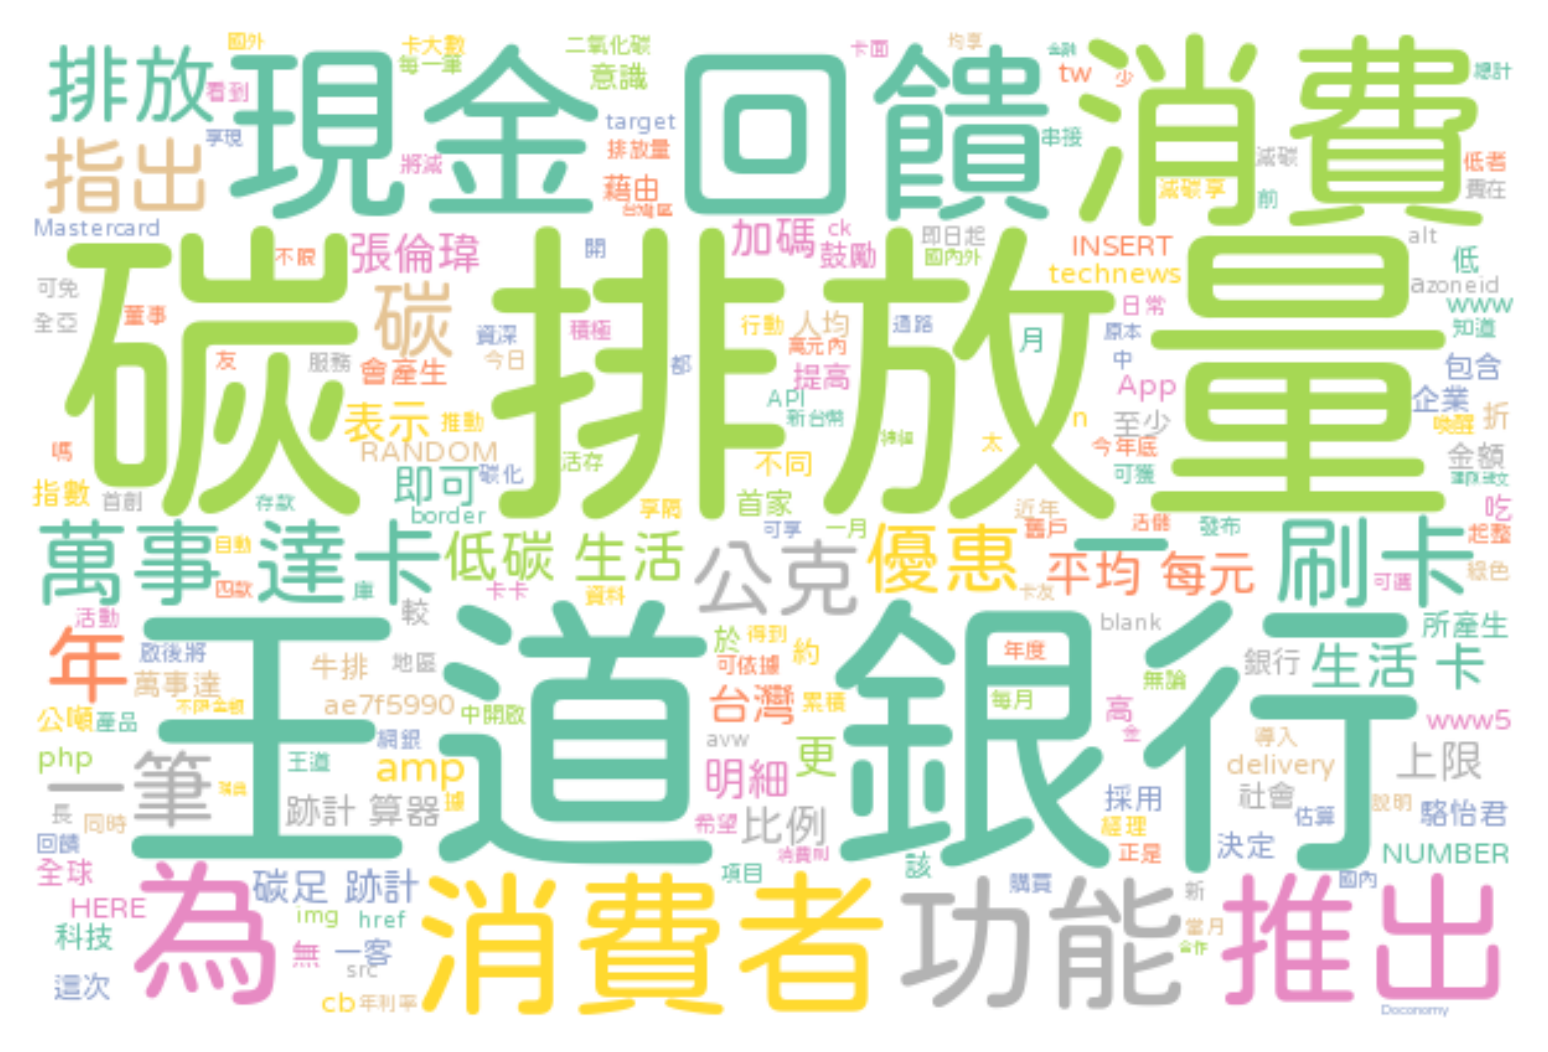 國外 卡大數 二氧化碳 卡面 均享 金融
排放 現金回饋 消費 每一筆 意識 tw 少 總計
看到 享現 target 排放量 串接 減碳 低者
指出 將減 藉由 台灣區 減碳享 前 費在
Mastercard 張倫瑋 不限 開 加碼 ck 鼓勵 即日起 國內外 INSERT technews alt 低
可免 全亞 董事 碳 碳排放量 資深 積極 行動 人均 通路 月 日常 azoneid www
友 服務 會產生 今日 都 萬元內 提高 原本 中 知道 包含
表示 推動 RANDOM API 新台幣 App 至少 企業 折
嗎 即可 碳化 活存 不同 太 n 今年底 可獲 喚醒 金額
指數 首創 存款 border 享隔 首家 可享 一月 近年 舊戶 活儲 發布 吃
萬事達卡 自動 四款 庫 低碳 生活 公克 優惠 一 平均 每元 刷卡 起整 可選 綠色
活動 較 卡卡 資料 卡友 blank 所產生
年 啟後將 王道銀行 牛排 地區 於 得到 約 可依據 年度 無論 銀行 生活 卡
萬事達 不限金額 ae7f5990 中開啟 台灣 累積 每月 高 金
公噸 產品 網銀 avw www5
php 一筆 王道 amp 明細 更 導入 delivery 上限
長 同時 跡計 算器 據 希望 比例 採用 經理 社會 估算 說明 駱怡君
回饋 全球 消費則 正是 決定 NUMBER
碳足 跡計 項目 該 購買 新 國內
HERE 為 img href 消費者 功能 推出
科技 無 一客 當月 合作
這次 src cb 年利率 Doconomy